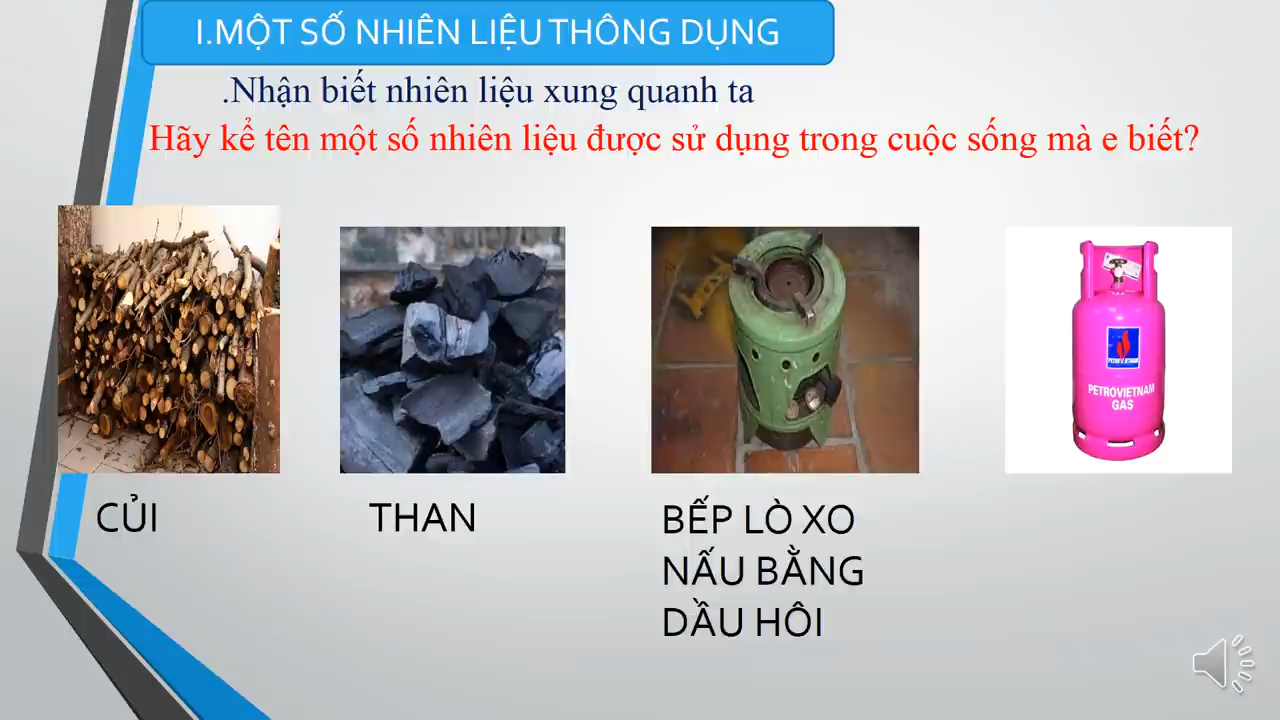 I.MỘT SỐ NHIÊN LIỆU THÔNG DỤNG
.Nhận biết nhiên liệu xung quanh ta
Hãy kể tên một số nhiên liệu được sử dụng trong cuộc sống mà e biết?
PETROVIETNAM
PETROVIETNAM
GAS
CỦI
THAN
BẾP LÒ XO
NẤU BẰNG
DẦU HÔI